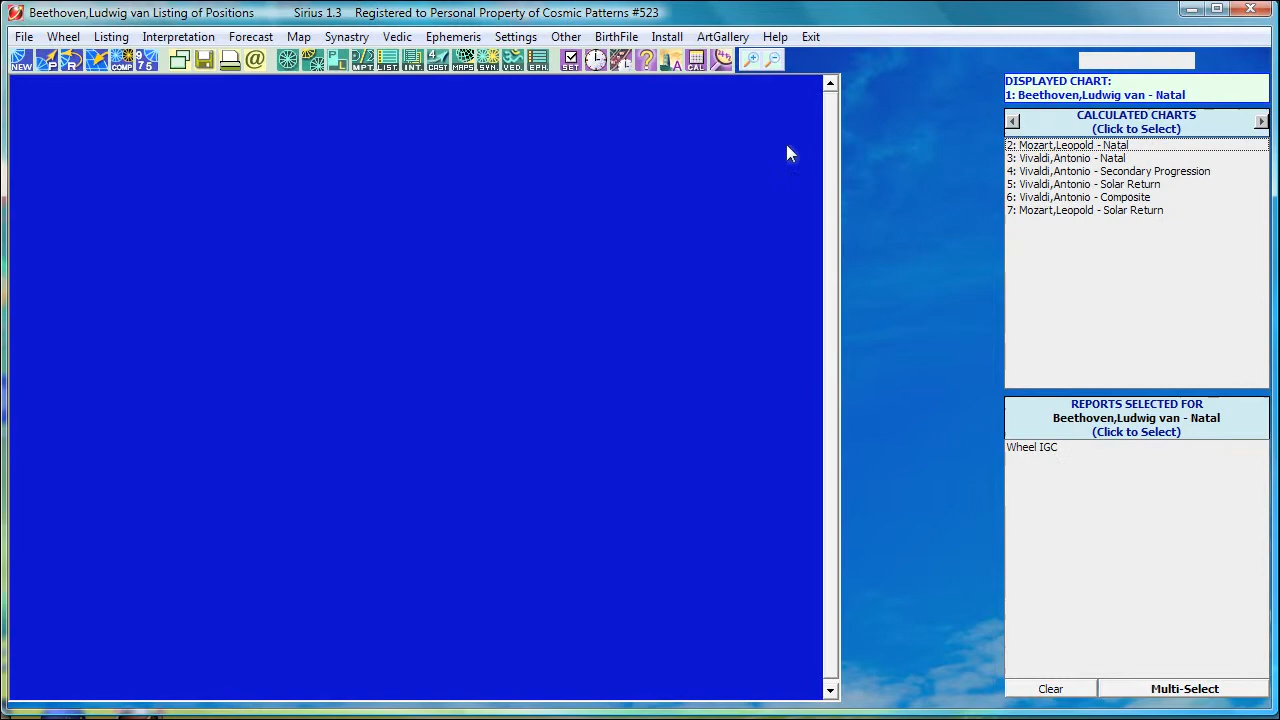 Beethoven,Ludwig van Listing of Positions Sirius 1.3 Registered to Personal Property of Cosmic Patterns #523
File Wheel Listing Interpretation Forecast Map Synastry Vedic Ephemeris Settings Other BirthFile Install ArtGallery Help Exit
NEW P R COMP 975 @ P L MPT. LIST. INT. CAST MAPS SYN. VED. EPH. SET ? CAL
DISPLAYED CHART:
1: Beethoven,Ludwig van - Natal
CALCULATED CHARTS
(Click to Select)
2: Mozart,Leopold - Natal
3: Vivaldi,Antonio - Natal
4: Vivaldi,Antonio - Secondary Progression
5: Vivaldi,Antonio - Solar Return
6: Vivaldi,Antonio - Composite
7: Mozart,Leopold - Solar Return
REPORTS SELECTED FOR
Beethoven,Ludwig van - Natal
(Click to Select)
Wheel IGC
Clear Multi-Select